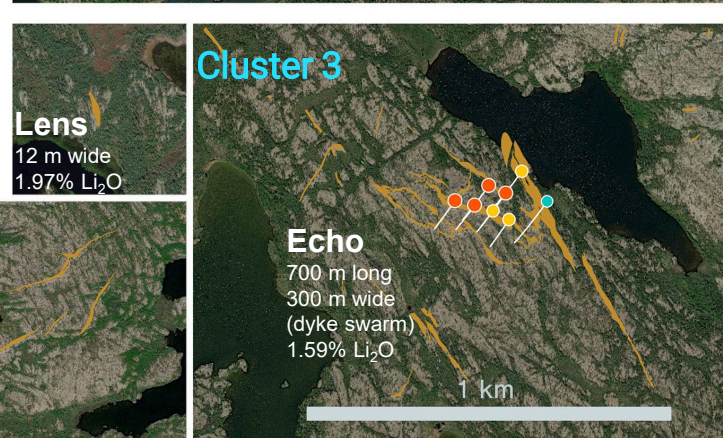 Cluster 3
Lens
12 m wide
1.97% Li₂O
Echo
700 m long
300 m wide
(dyke swarm)
1.59% Li₂O
1 km